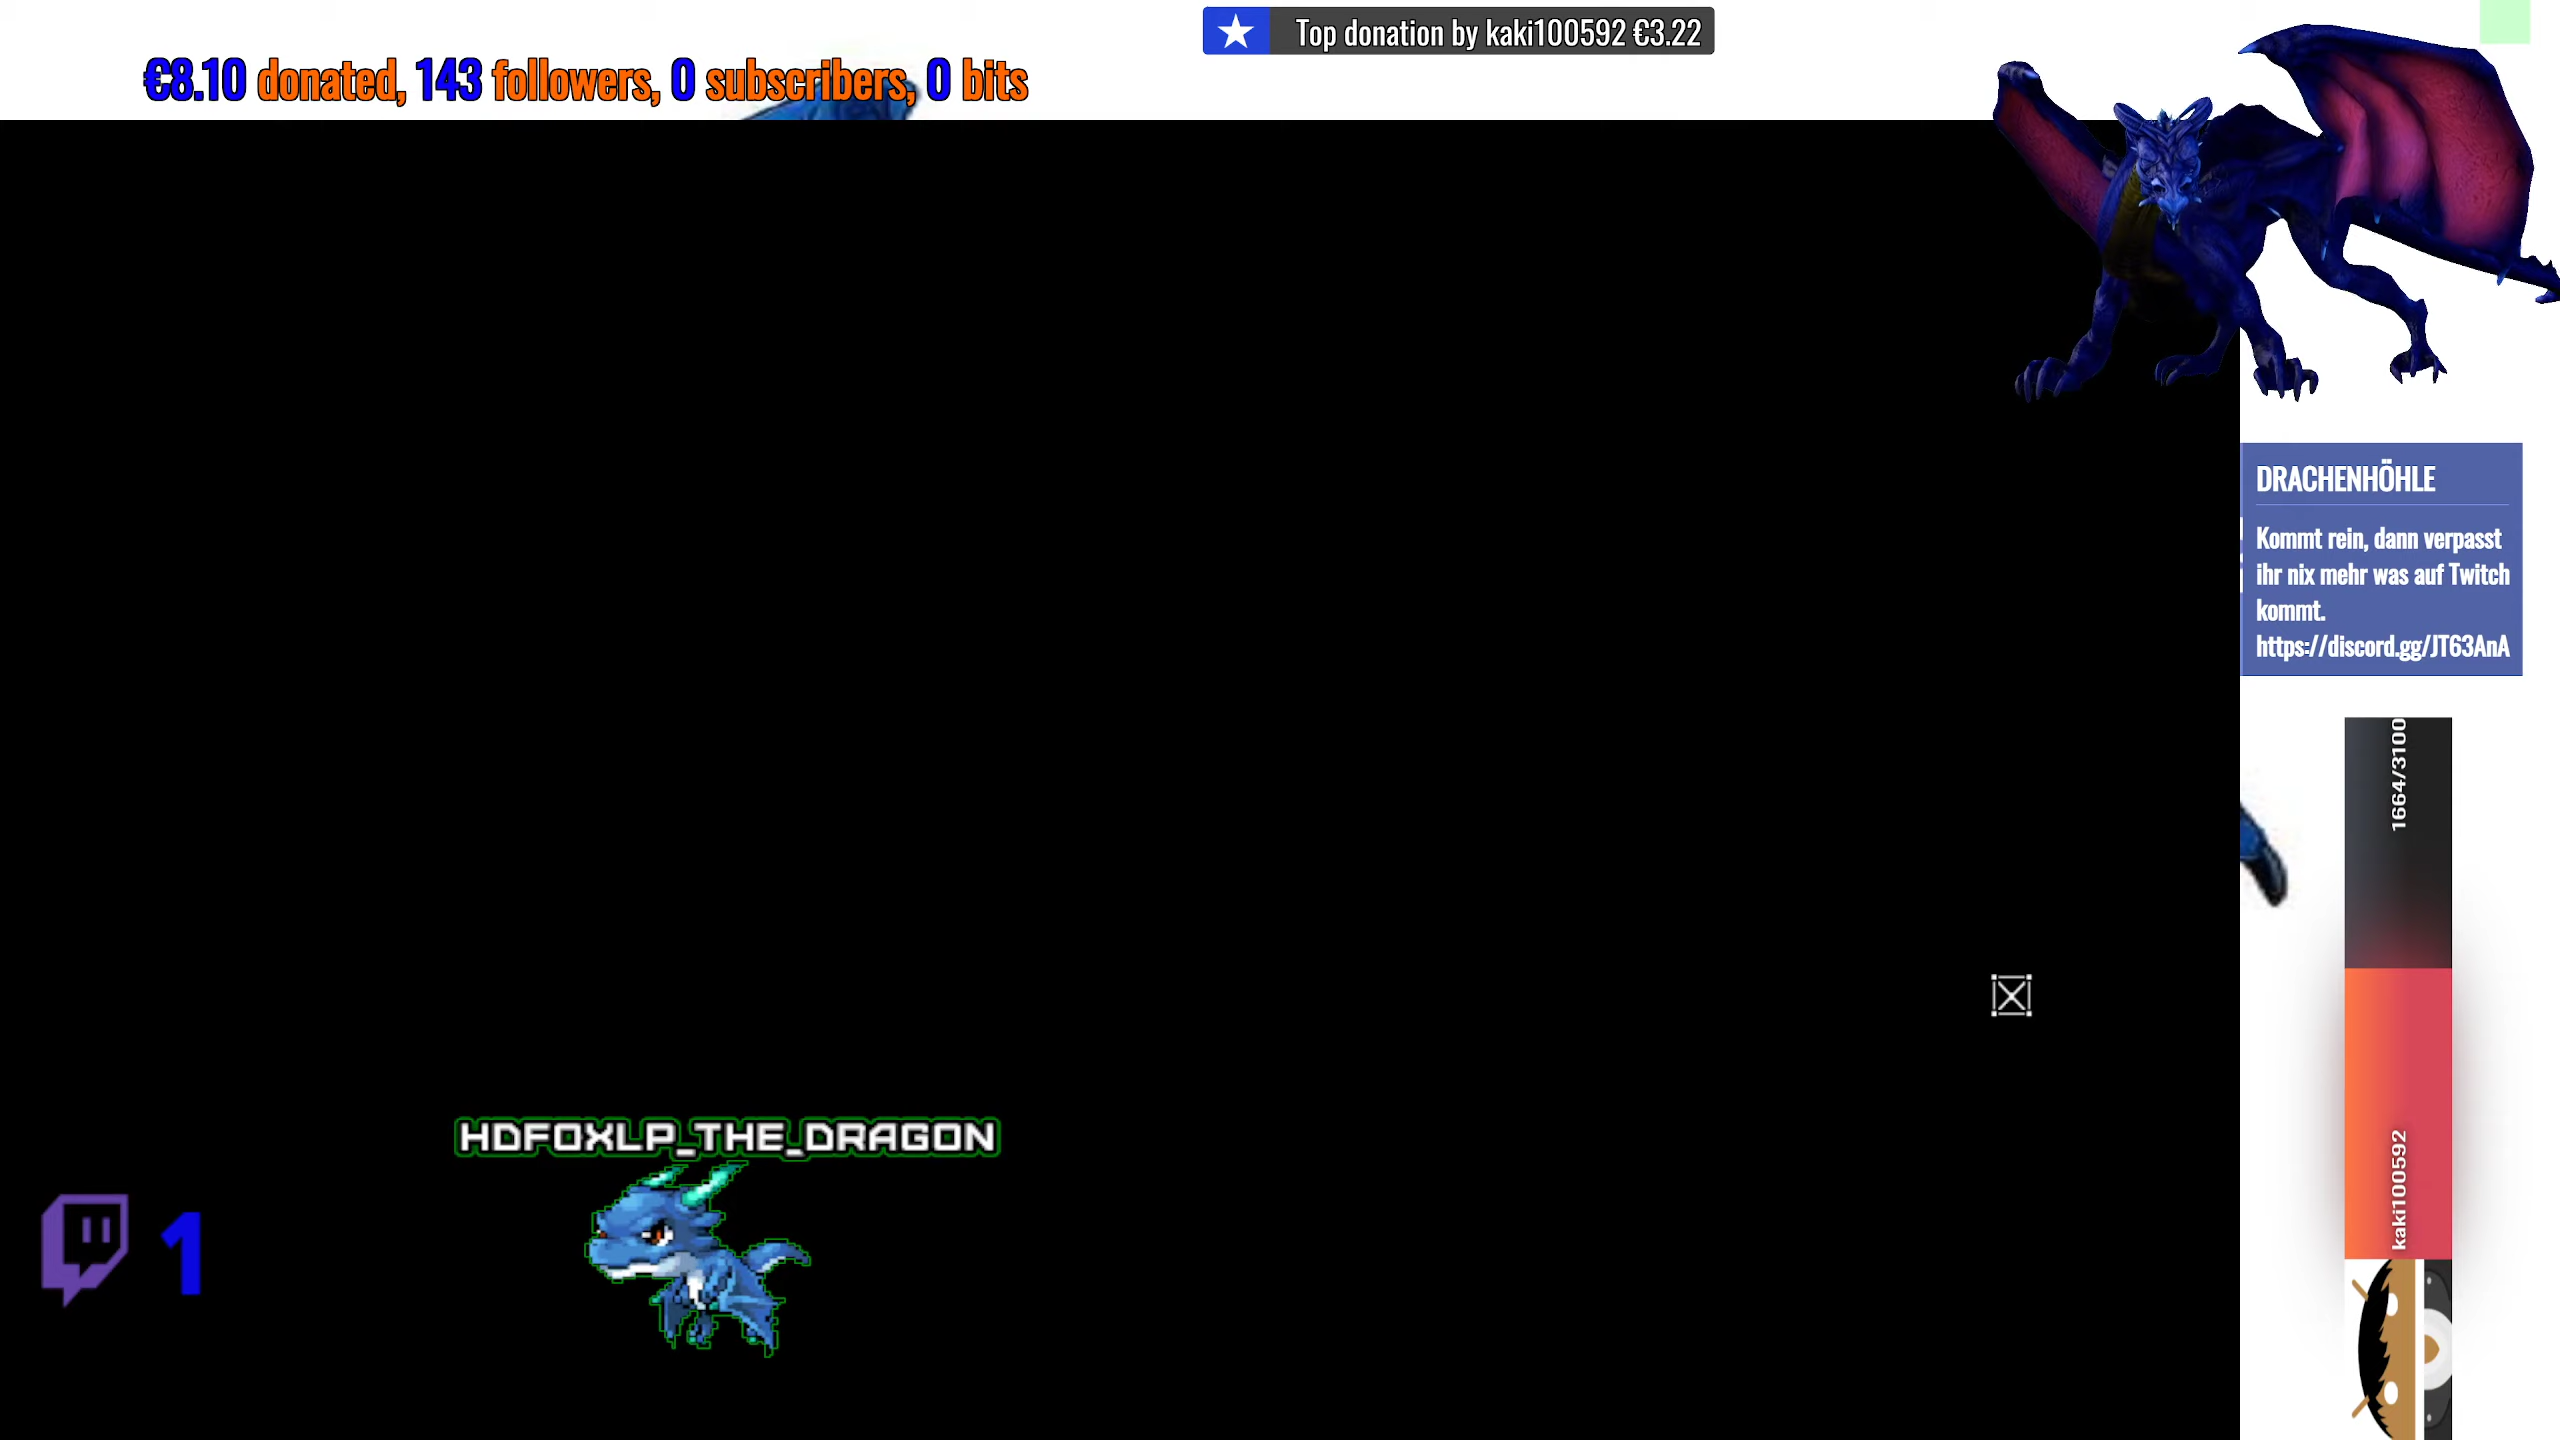 Top donation by kaki100592 €3.22
€8.10 donated, 143 followers, 0 subscribers, 0 bits
DRACHENHÖHLE
Kommt rein, dann verpasst
ihr nix mehr was auf Twitch
kommt.
https://discord.gg/JT63AnA
1664/3100
kaki100592
HDFOXLP_THE_DRAGON
1